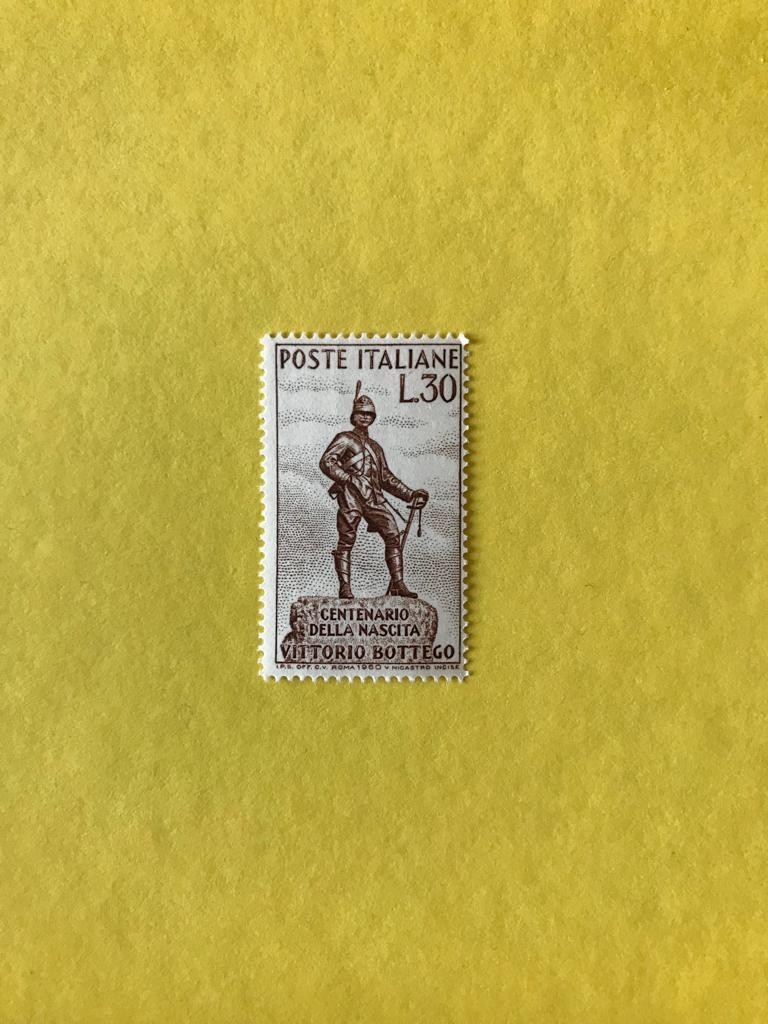 POSTE ITALIANE
L.30
CENTENARIO
DELLA NASCITA
VITTORIO BOTTEGO
I.P.S. OFF. C.V. ROMA 1960 V. NICASTRO INCISE